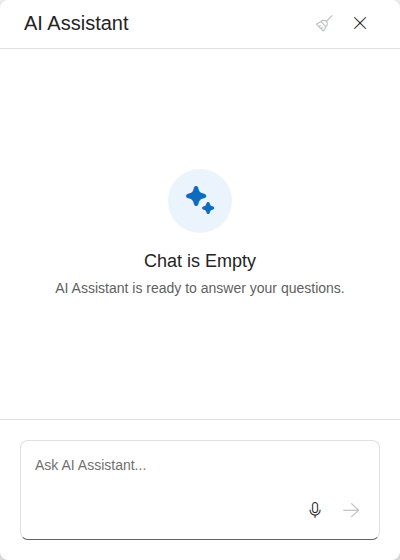 AI Assistant
Chat is Empty
AI Assistant is ready to answer your questions.
Ask AI Assistant...